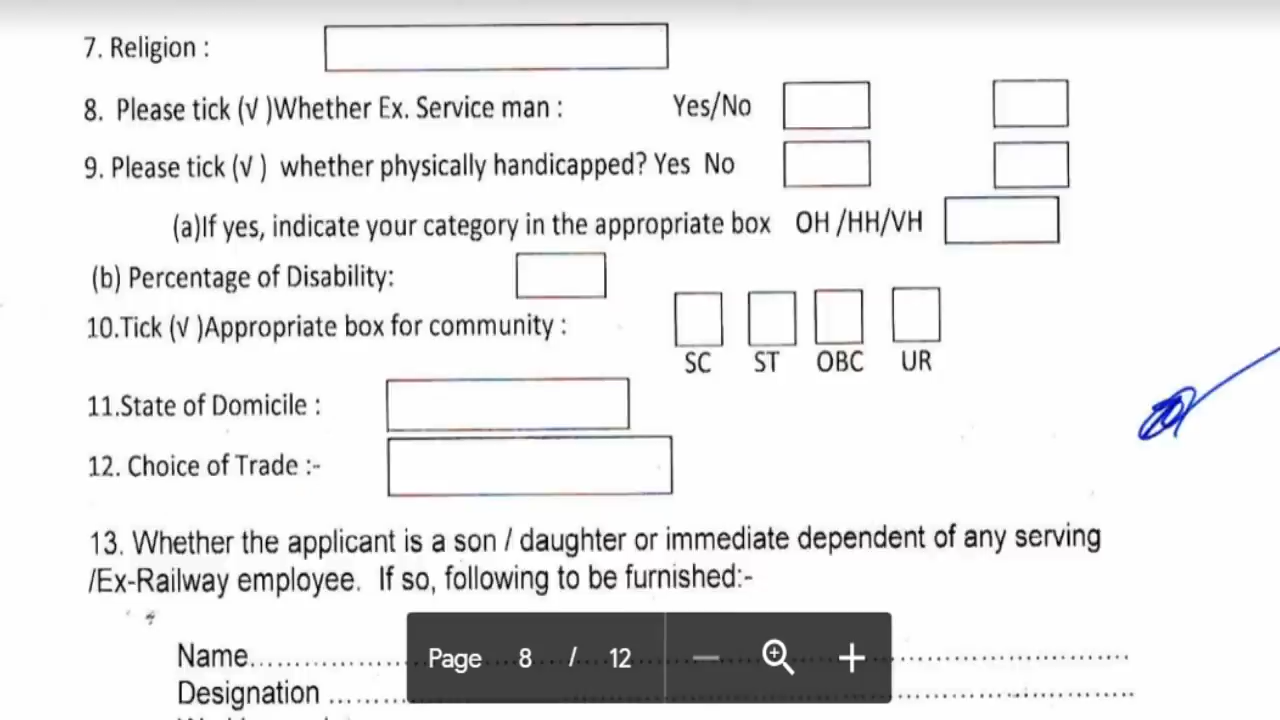 7. Religion :
8. Please tick (√ )Whether Ex. Service man : Yes/No
9. Please tick (√ ) whether physically handicapped? Yes No
(a)If yes, indicate your category in the appropriate box OH /HH/VH
(b) Percentage of Disability:
10.Tick (√ )Appropriate box for community :
SC ST OBC UR
11.State of Domicile :
12. Choice of Trade :-
13. Whether the applicant is a son / daughter or immediate dependent of any serving
/Ex-Railway employee. If so, following to be furnished:-
Name
Page 8 / 12
Designation